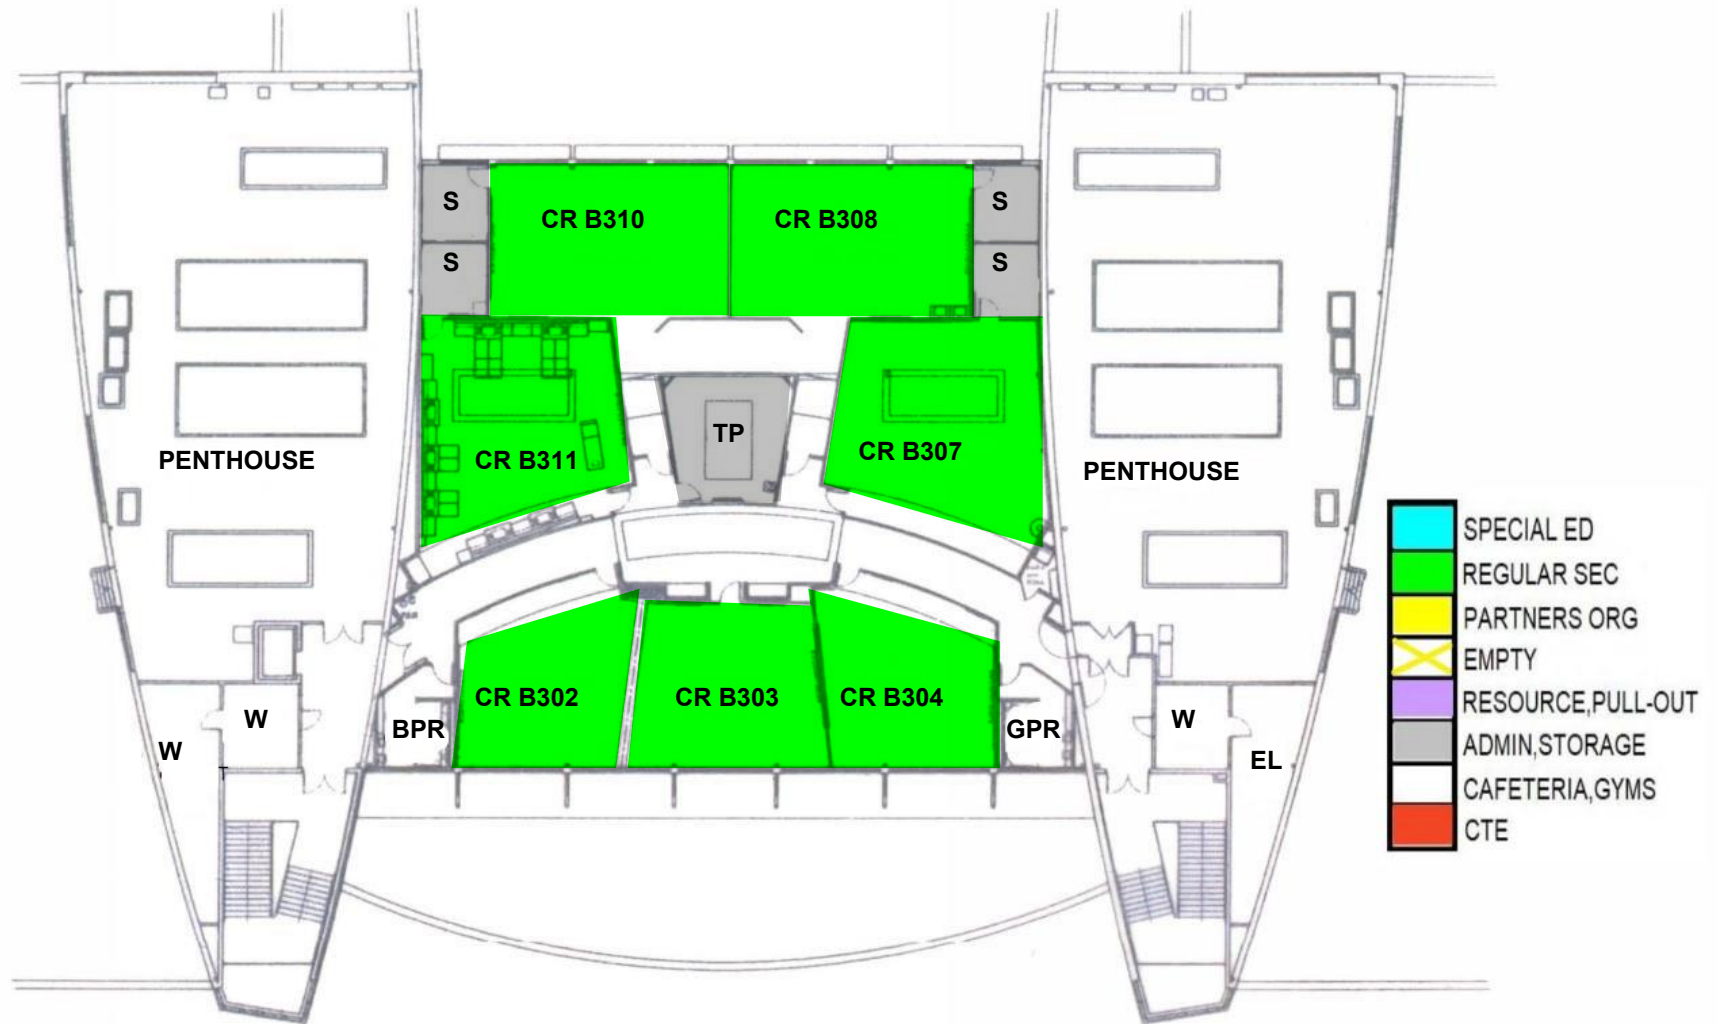 S
CR B310
CR B308
S
S
S
CR B311
TP
CR B307
PENTHOUSE
PENTHOUSE
CR B302
CR B303
CR B304
BPR
GPR
W
W
W
EL
SPECIAL ED
REGULAR SEC
PARTNERS ORG
EMPTY
RESOURCE,PULL-OUT
ADMIN,STORAGE
CAFETERIA,GYMS
CTE